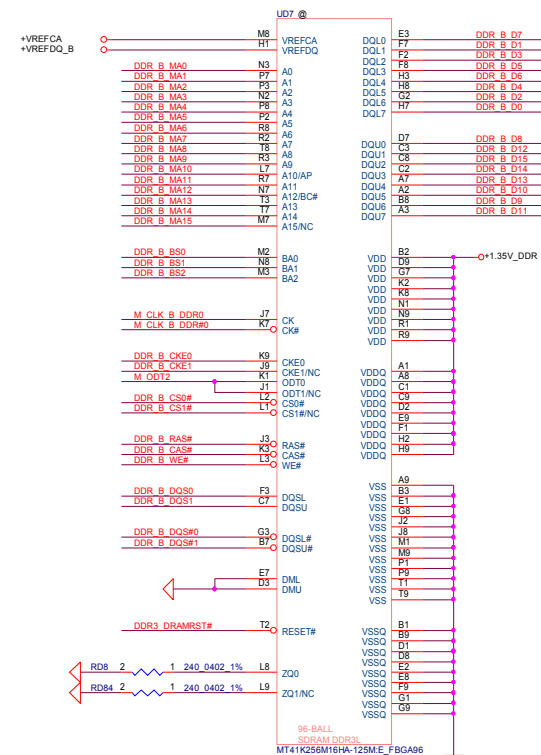 UD7 @
+VREFCA M8 VREFCA DQL0 E3 DDR_B_D7
+VREFDQ_B H1 VREFDQ DQL1 F7 DDR_B_D1
DQL2 F2 DDR_B_D3
DDR_B_MA0 N3 A0 DQL3 F8 DDR_B_D5
DDR_B_MA1 P7 A1 DQL4 H3 DDR_B_D6
DDR_B_MA2 P3 A2 DQL5 H8 DDR_B_D4
DDR_B_MA3 N2 A3 DQL6 G2 DDR_B_D2
DDR_B_MA4 P8 A4 DQL7 H7 DDR_B_D0
DDR_B_MA5 P2 A5
DDR_B_MA6 R8 A6
DDR_B_MA7 R2 A7 DQU0 D7 DDR_B_D8
DDR_B_MA8 T8 A8 DQU1 C3 DDR_B_D12
DDR_B_MA9 R3 A9 DQU2 C8 DDR_B_D15
DDR_B_MA10 L7 A10/AP DQU3 C2 DDR_B_D14
DDR_B_MA11 R7 A11 DQU4 A7 DDR_B_D13
DDR_B_MA12 N7 A12/BC# DQU5 A2 DDR_B_D10
DDR_B_MA13 T3 A13 DQU6 B8 DDR_B_D9
DDR_B_MA14 T7 A14 DQU7 A3 DDR_B_D11
DDR_B_MA15 M7 A15/NC
DDR_B_BS0 M2 BA0 VDD B2 +1.35V_DDR
DDR_B_BS1 N8 BA1 VDD D9
DDR_B_BS2 M3 BA2 VDD G7
VDD K2
VDD K8
VDD N1
M_CLK_B_DDR0 J7 CK VDD N9
M_CLK_B_DDR#0 K7 CK# VDD R1
VDD R9
DDR_B_CKE0 K9 CKE0
DDR_B_CKE1 J9 CKE1/NC VDDQ A1
M_ODT2 K1 ODT0 VDDQ A8
J1 ODT1/NC VDDQ C1
DDR_B_CS0# L2 CS0# VDDQ C9
DDR_B_CS1# L1 CS1#/NC VDDQ D2
VDDQ E9
VDDQ F1
DDR_B_RAS# J3 RAS# VDDQ H2
DDR_B_CAS# K3 CAS# VDDQ H9
DDR_B_WE# L3 WE#
DDR_B_DQS0 F3 DQSL VSS A9
DDR_B_DQS1 C7 DQSU VSS B3
VSS E1
VSS G8
DDR_B_DQS#0 G3 DQSL# VSS J2
DDR_B_DQS#1 B7 DQSU# VSS J8
VSS M1
VSS M9
E7 DML VSS P1
D3 DMU VSS P9
VSS T1
VSS T9
DDR3_DRAMRST# T2 RESET# VSSQ B1
VSSQ B9
VSSQ D1
VSSQ D8
RD8 2 1 240_0402_1% L8 ZQ0 VSSQ E2
VSSQ E8
RD84 2 1 240_0402_1% L9 ZQ1/NC VSSQ F9
VSSQ G1
VSSQ G9
96-BALL
SDRAM DDR3L
MT41K256M16HA-125M:E_FBGA96